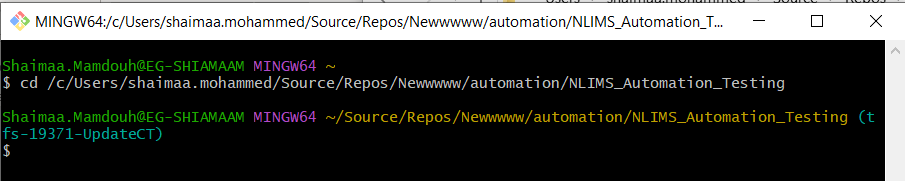 MINGW64:/c/Users/shaimaa.mohammed/Source/Repos/Newwwww/automation/NLIMS_Automation_T...
Shaimaa.Mamdouh@EG-SHIAMAAM MINGW64 ~
$ cd /c/Users/shaimaa.mohammed/Source/Repos/Newwwww/automation/NLIMS_Automation_Testing
Shaimaa.Mamdouh@EG-SHIAMAAM MINGW64 ~/Source/Repos/Newwwww/automation/NLIMS_Automation_Testing (t
fs-19371-UpdateCT)
$